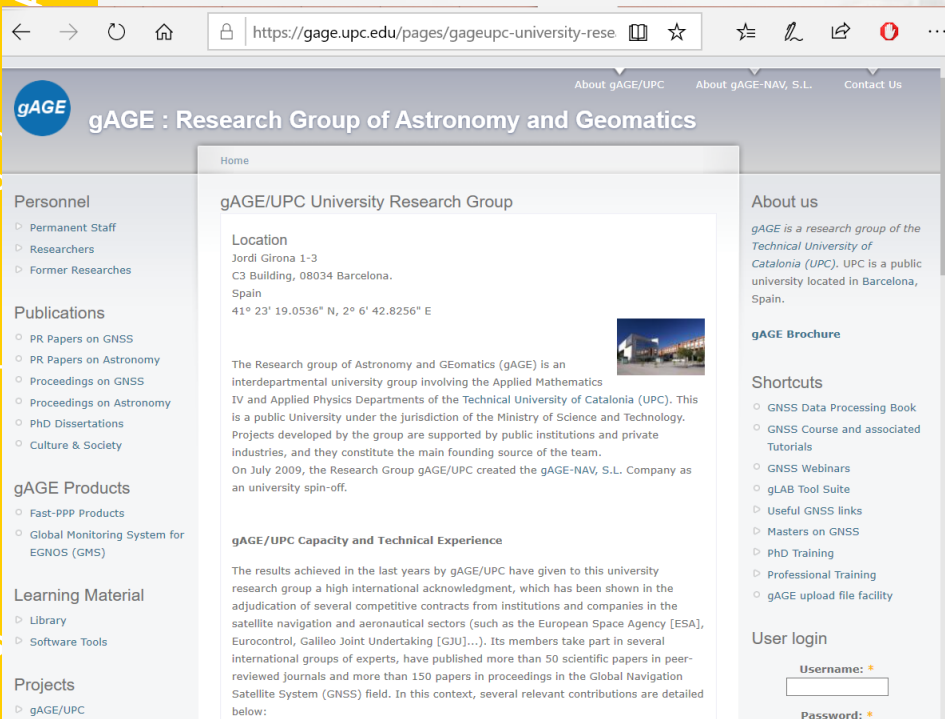 https://gage.upc.edu/pages/gageupc-university-rese
About gAGE/UPC
About gAGE-NAV, S.L.
Contact Us
gAGE
gAGE : Research Group of Astronomy and Geomatics
Home
Personnel
Permanent Staff
Researchers
Former Researches
Publications
PR Papers on GNSS
PR Papers on Astronomy
Proceedings on GNSS
Proceedings on Astronomy
PhD Dissertations
Culture & Society
gAGE Products
Fast-PPP Products
Global Monitoring System for
EGNOS (GMS)
Learning Material
Library
Software Tools
Projects
gAGE/UPC
gAGE/UPC University Research Group
Location
Jordi Girona 1-3
C3 Building, 08034 Barcelona.
Spain
41° 23' 19.0536" N, 2° 6' 42.8256" E
The Research group of Astronomy and GEomatics (gAGE) is an
interdepartmental university group involving the Applied Mathematics
IV and Applied Physics Departments of the Technical University of Catalonia (UPC). This
is a public University under the jurisdiction of the Ministry of Science and Technology.
Projects developed by the group are supported by public institutions and private
industries, and they constitute the main founding source of the team.
On July 2009, the Research Group gAGE/UPC created the gAGE-NAV, S.L. Company as
an university spin-off.
gAGE/UPC Capacity and Technical Experience
The results achieved in the last years by gAGE/UPC have given to this university
research group a high international acknowledgment, which has been shown in the
adjudication of several competitive contracts from institutions and companies in the
satellite navigation and aeronautical sectors (such as the European Space Agency [ESA],
Eurocontrol, Galileo Joint Undertaking [GJU]...). Its members take part in several
international groups of experts, have published more than 50 scientific papers in peer-
reviewed journals and more than 150 papers in proceedings in the Global Navigation
Satellite System (GNSS) field. In this context, several relevant contributions are detailed
below:
About us
gAGE is a research group of the
Technical University of
Catalonia (UPC). UPC is a public
university located in Barcelona,
Spain.
gAGE Brochure
Shortcuts
GNSS Data Processing Book
GNSS Course and associated
Tutorials
GNSS Webinars
gLAB Tool Suite
Useful GNSS links
Masters on GNSS
PhD Training
Professional Training
gAGE upload file facility
User login
Username: *
Password: *